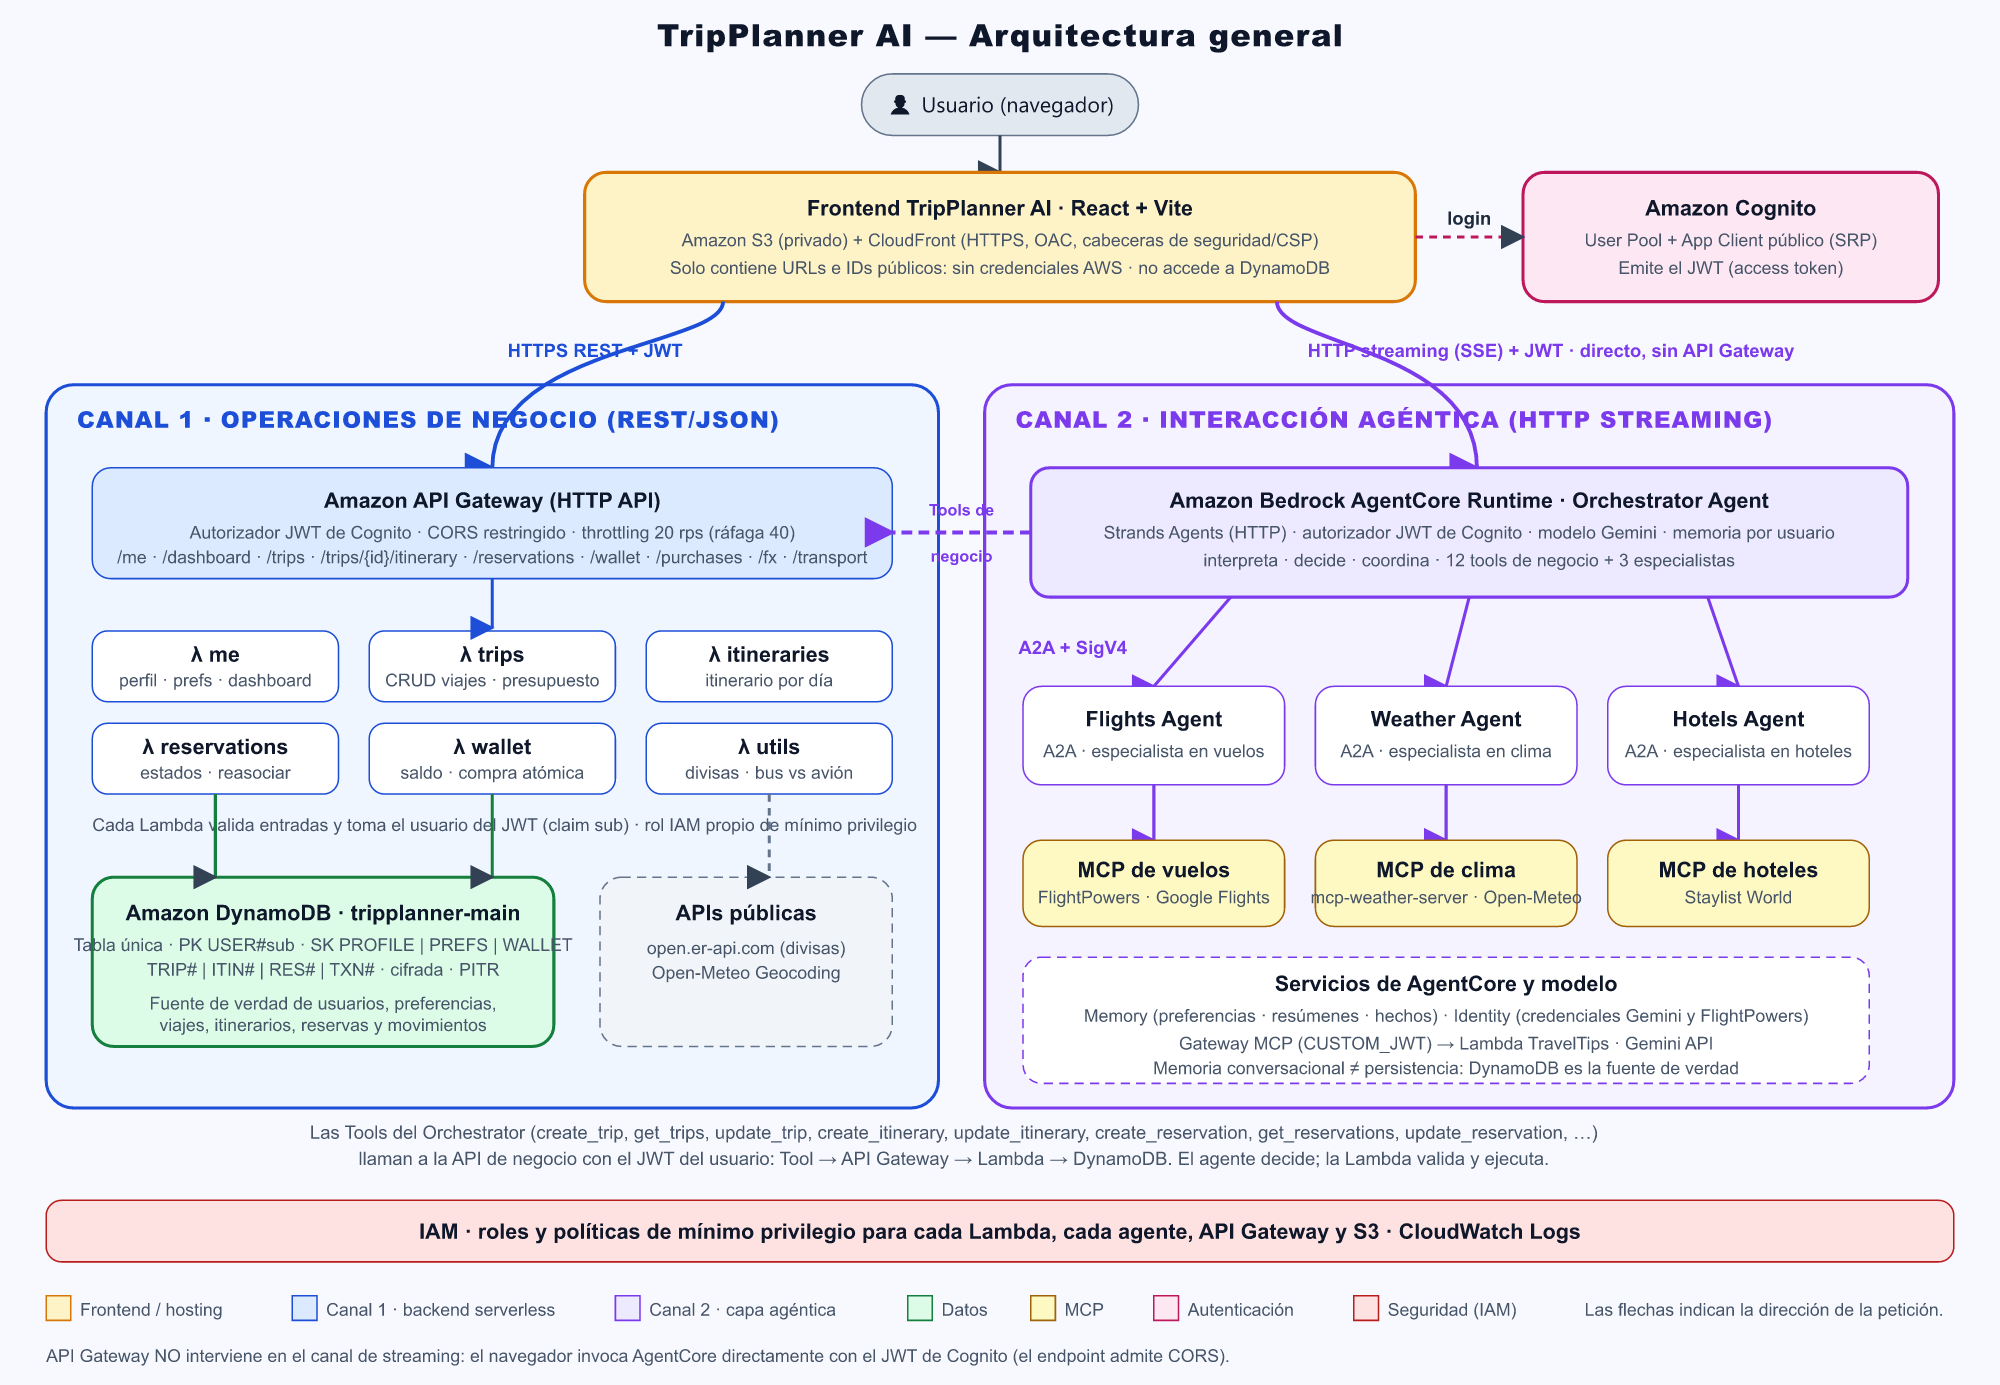 TripPlanner AI — Arquitectura general
👤 Usuario (navegador)
Frontend TripPlanner AI · React + Vite
Amazon S3 (privado) + CloudFront (HTTPS, OAC, cabeceras de seguridad/CSP)
Solo contiene URLs e IDs públicos: sin credenciales AWS · no accede a DynamoDB
login
Amazon Cognito
User Pool + App Client público (SRP)
Emite el JWT (access token)
HTTPS REST + JWT
HTTP streaming (SSE) + JWT · directo, sin API Gateway
CANAL 1 · OPERACIONES DE NEGOCIO (REST/JSON)
Amazon API Gateway (HTTP API)
Autorizador JWT de Cognito · CORS restringido · throttling 20 rps (ráfaga 40)
/me · /dashboard · /trips · /trips/{id}/itinerary · /reservations · /wallet · /purchases · /fx · /transport
λ me
perfil · prefs · dashboard
λ trips
CRUD viajes · presupuesto
λ itineraries
itinerario por día
λ reservations
estados · reasociar
λ wallet
saldo · compra atómica
λ utils
divisas · bus vs avión
Cada Lambda valida entradas y toma el usuario del JWT (claim sub) · rol IAM propio de mínimo privilegio
Amazon DynamoDB · tripplanner-main
Tabla única · PK USER#sub · SK PROFILE | PREFS | WALLET
TRIP# | ITIN# | RES# | TXN# · cifrada · PITR
Fuente de verdad de usuarios, preferencias,
viajes, itinerarios, reservas y movimientos
APIs públicas
open.er-api.com (divisas)
Open-Meteo Geocoding
Tools de
negocio
CANAL 2 · INTERACCIÓN AGÉNTICA (HTTP STREAMING)
Amazon Bedrock AgentCore Runtime · Orchestrator Agent
Strands Agents (HTTP) · autorizador JWT de Cognito · modelo Gemini · memoria por usuario
interpreta · decide · coordina · 12 tools de negocio + 3 especialistas
A2A + SigV4
Flights Agent
A2A · especialista en vuelos
Weather Agent
A2A · especialista en clima
Hotels Agent
A2A · especialista en hoteles
MCP de vuelos
FlightPowers · Google Flights
MCP de clima
mcp-weather-server · Open-Meteo
MCP de hoteles
Staylist World
Servicios de AgentCore y modelo
Memory (preferencias · resúmenes · hechos) · Identity (credenciales Gemini y FlightPowers)
Gateway MCP (CUSTOM_JWT) → Lambda TravelTips · Gemini API
Memoria conversacional ≠ persistencia: DynamoDB es la fuente de verdad
Las Tools del Orchestrator (create_trip, get_trips, update_trip, create_itinerary, update_itinerary, create_reservation, get_reservations, update_reservation, …)
llaman a la API de negocio con el JWT del usuario: Tool → API Gateway → Lambda → DynamoDB. El agente decide; la Lambda valida y ejecuta.
IAM · roles y políticas de mínimo privilegio para cada Lambda, cada agente, API Gateway y S3 · CloudWatch Logs
Frontend / hosting
Canal 1 · backend serverless
Canal 2 · capa agéntica
Datos
MCP
Autenticación
Seguridad (IAM)
Las flechas indican la dirección de la petición.
API Gateway NO interviene en el canal de streaming: el navegador invoca AgentCore directamente con el JWT de Cognito (el endpoint admite CORS).